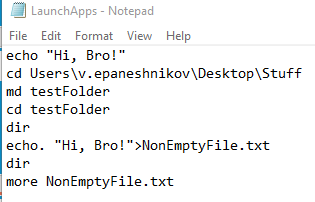 LaunchApps - Notepad
File Edit Format View Help
echo "Hi, Bro!"
cd Users\v.epaneshnikov\Desktop\Stuff
md testFolder
cd testFolder
dir
echo. "Hi, Bro!">NonEmptyFile.txt
dir
more NonEmptyFile.txt